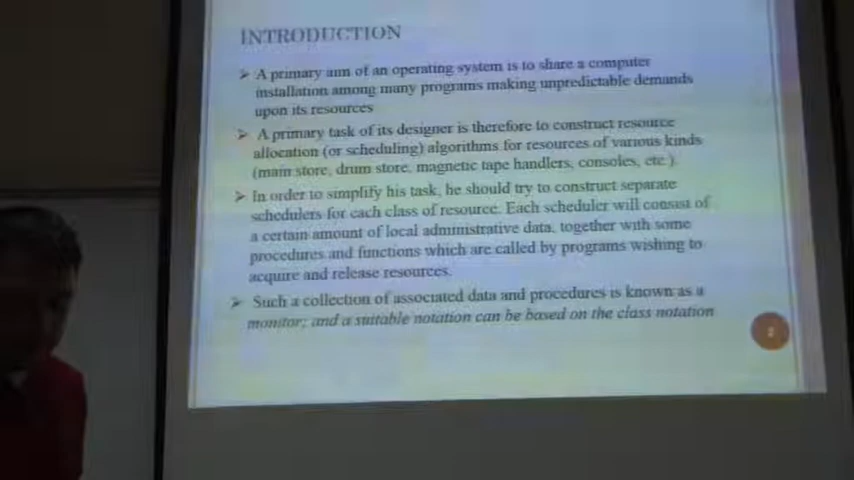 INTRODUCTION
➢ A primary aim of an operating system is to share a computer
installation among many programs making unpredictable demands
upon its resources
➢ A primary task of its designer is therefore to construct resource
allocation (or scheduling) algorithms for resources of various kinds
(main store, drum store, magnetic tape handlers, consoles, etc.).
➢ In order to simplify his task, he should try to construct separate
schedulers for each class of resource. Each scheduler will consist of
a certain amount of local administrative data, together with some
procedures and functions which are called by programs wishing to
acquire and release resources.
➢ Such a collection of associated data and procedures is known as a
monitor; and a suitable notation can be based on the class notation
2